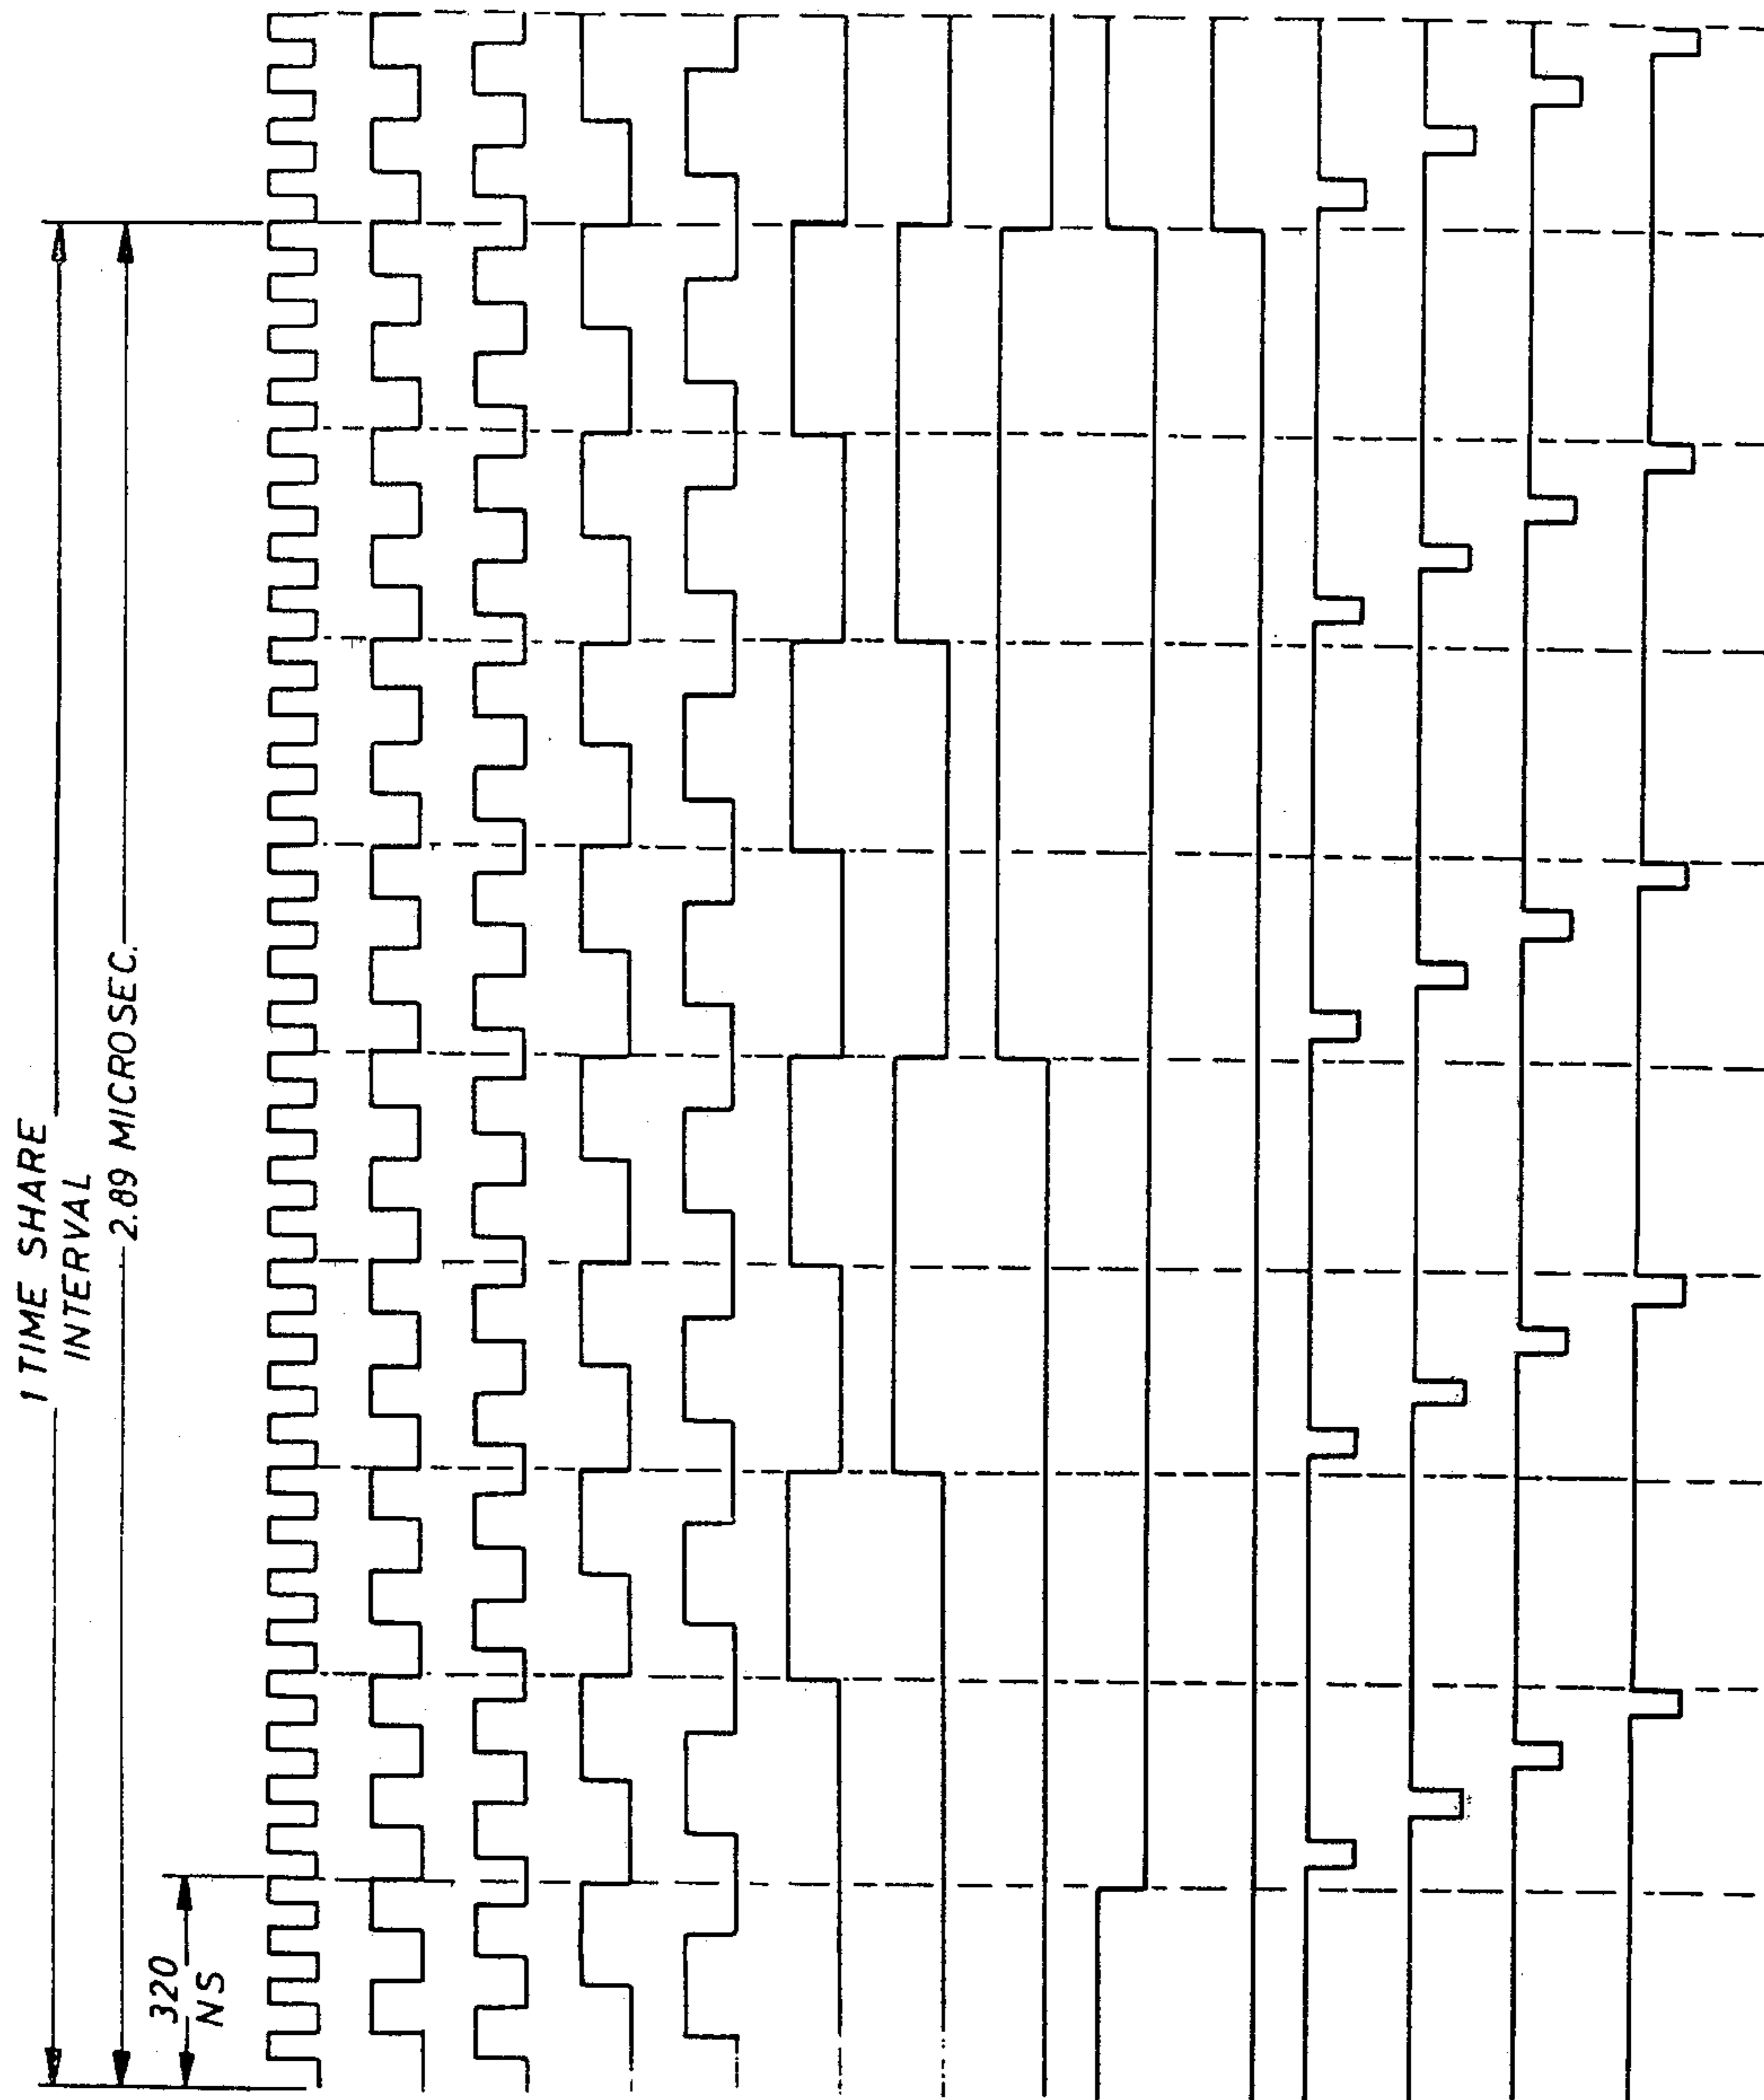 1 TIME SHARE
INTERVAL
2.89 MICROSEC.
320
NS